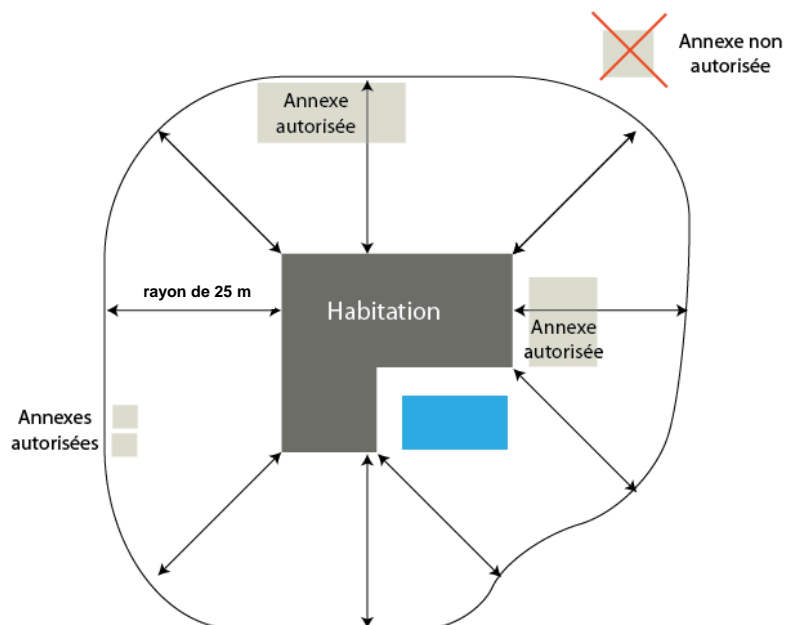 Annexe non
autorisée
Annexe
autorisée
rayon de 25 m
Habitation
Annexe
autorisée
Annexes
autorisées